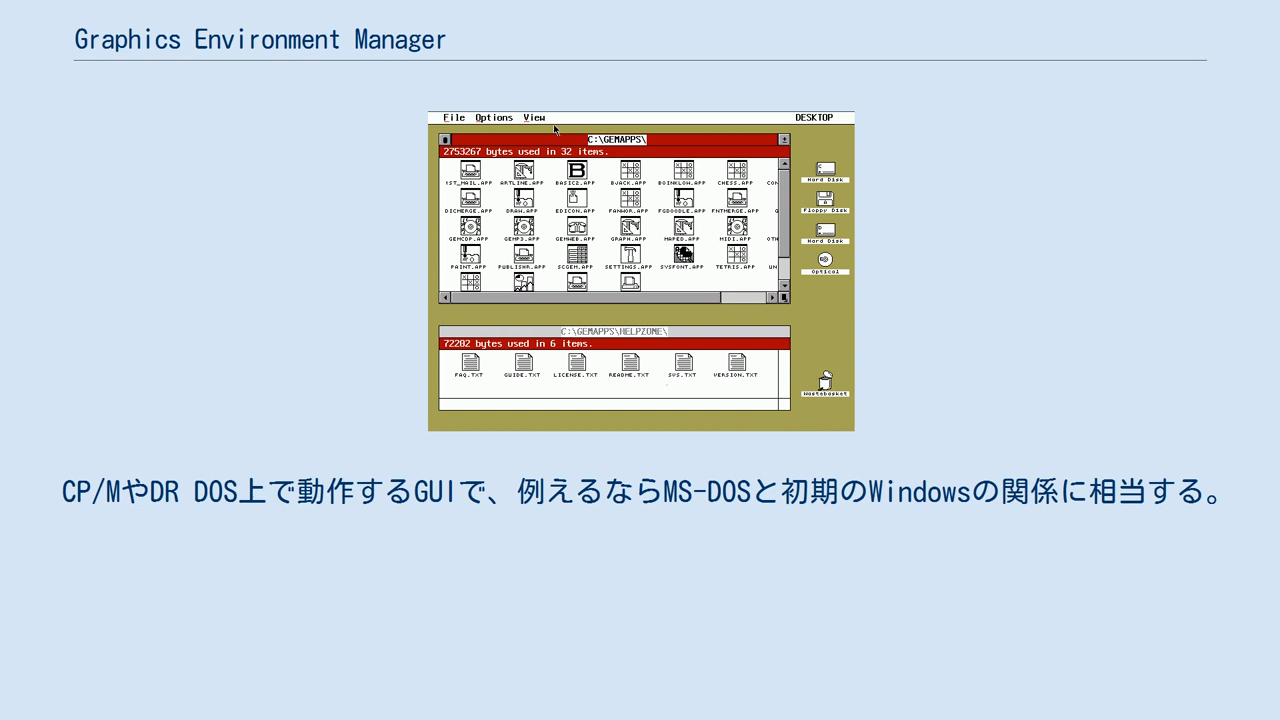 Graphics Environment Manager
File Options View DESKTOP
C:\GEMAPPS\
2753267 bytes used in 32 items.
1ST_MAIL.APP ARTLINE.APP BASIC2.APP BJACK.APP BOINKLOW.APP CHESS.APP CON
Hard Disk
DICMERGE.APP DRAW.APP EDICON.APP FANWOR.APP FGDOODLE.APP FNTMERGE.APP
Floppy Disk
GEMCDP.APP GEMP3.APP GEMWEB.APP GRAPH.APP MAPED.APP MIDI.APP OTH
Hard Disk
PAINT.APP PUBLISHR.APP SCGEM.APP SETTINGS.APP SYSFONT.APP TETRIS.APP UN
Optical
C:\GEMAPPS\HELPZONE\
72202 bytes used in 6 items.
FAQ.TXT GUIDE.TXT LICENSE.TXT README.TXT SYS.TXT VERSION.TXT
Wastebasket
CP/MやDR DOS上で動作するGUIで、例えるならMS-DOSと初期のWindowsの関係に相当する。